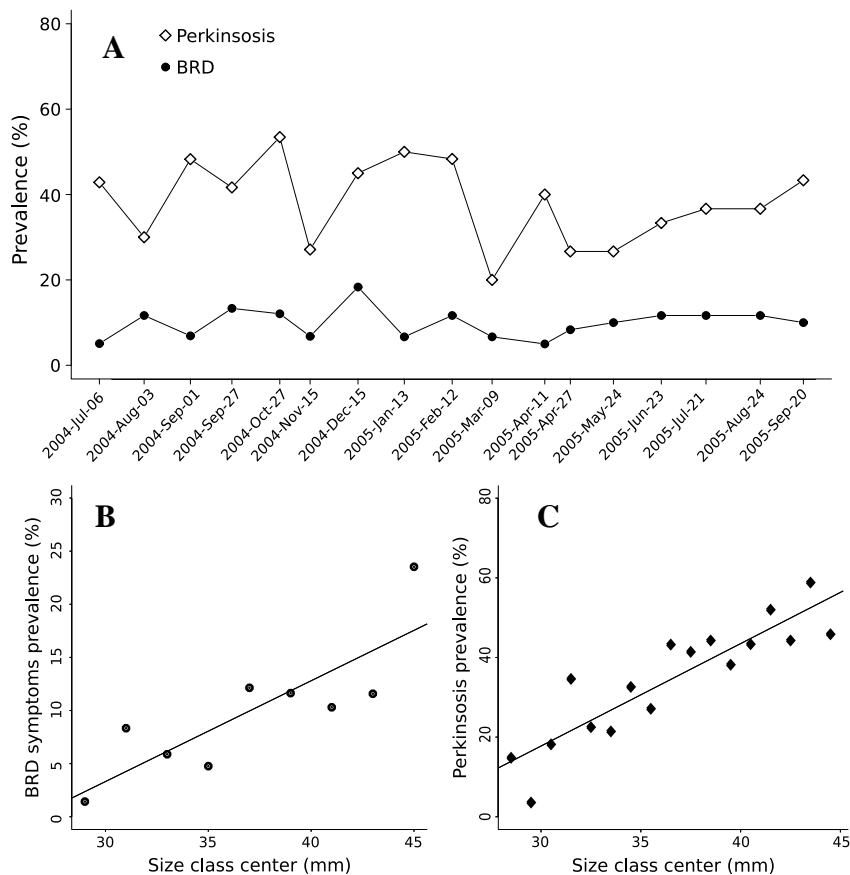 A
Perkinsosis
BRD
Prevalence (%)
80
60
40
20
0
2004-Jul-06
2004-Aug-03
2004-Sep-01
2004-Sep-27
2004-Oct-27
2004-Nov-15
2004-Dec-15
2005-Jan-13
2005-Feb-12
2005-Mar-09
2005-Apr-11
2005-Apr-27
2005-May-24
2005-Jun-23
2005-Jul-21
2005-Aug-24
2005-Sep-20
B
BRD symptoms prevalence (%)
30
25
20
15
10
5
0
30
35
40
45
Size class center (mm)
C
Perkinsosis prevalence (%)
80
60
40
20
0
30
35
40
45
Size class center (mm)